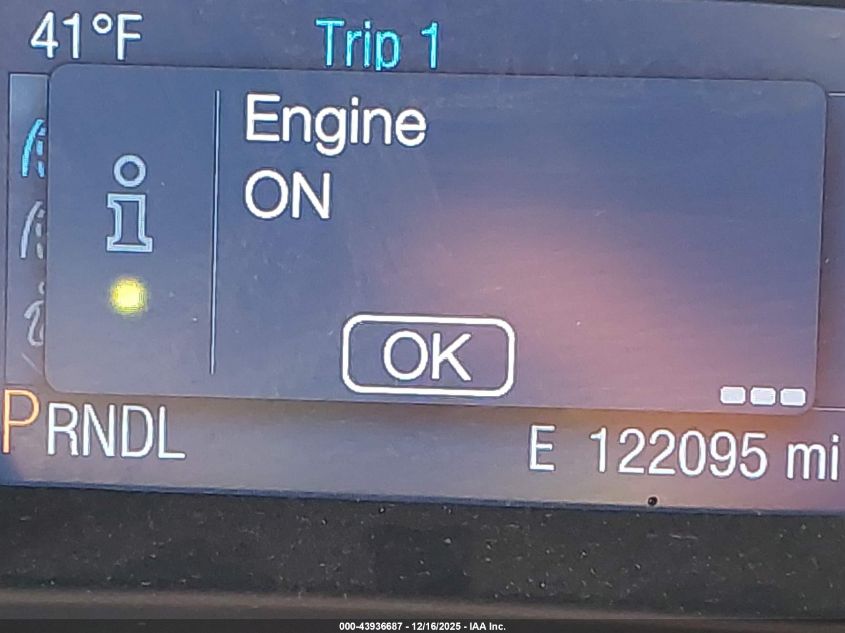 41°F
Trip 1
Engine
ON
OK
PRNDL
E 122095 mi
000-43936687 - 12/16/2025 - IAA Inc.